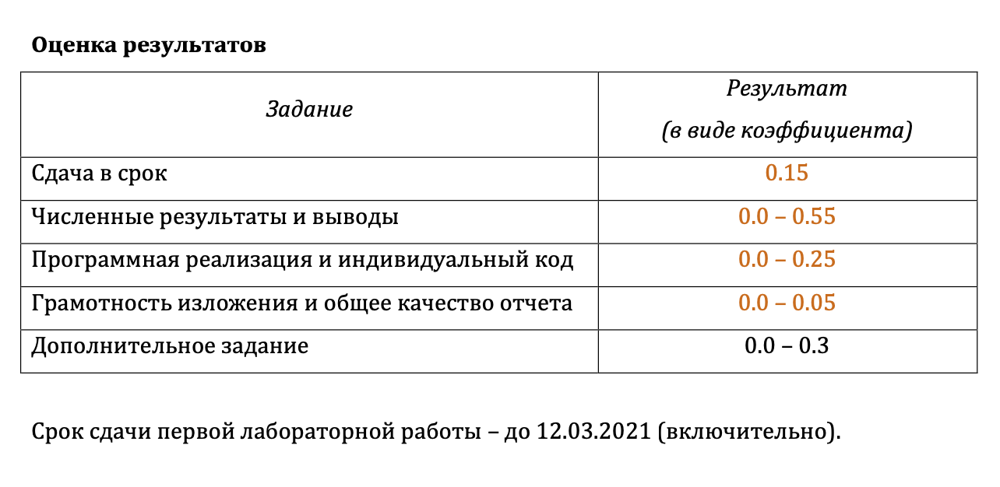 Оценка результатов
Задание
Результат
(в виде коэффициента)
Сдача в срок
0.15
Численные результаты и выводы
0.0 – 0.55
Программная реализация и индивидуальный код
0.0 – 0.25
Грамотность изложения и общее качество отчета
0.0 – 0.05
Дополнительное задание
0.0 – 0.3
Срок сдачи первой лабораторной работы – до 12.03.2021 (включительно).